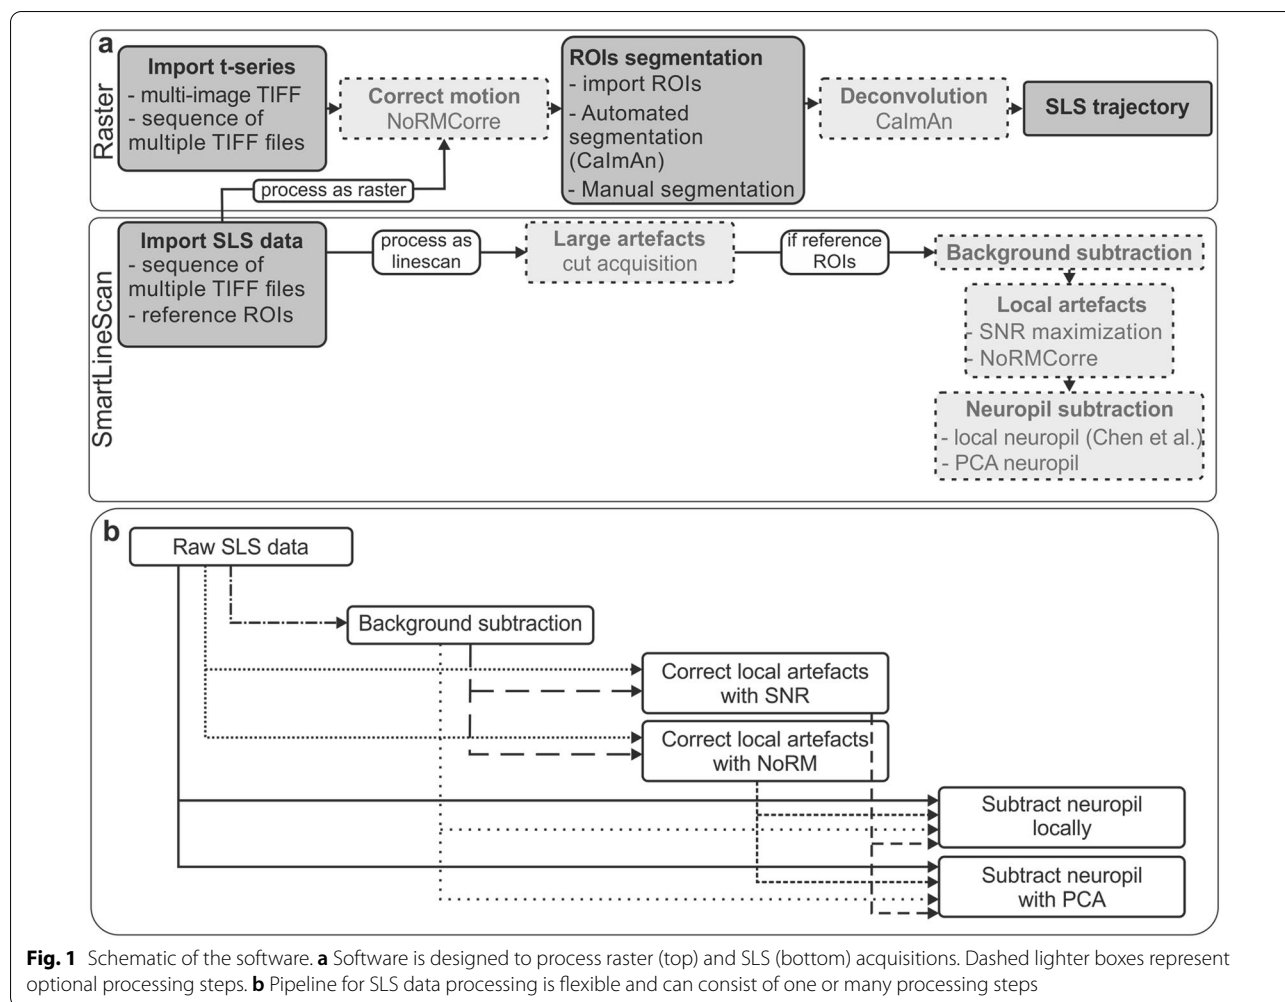 a
Raster
Import t-series
- multi-image TIFF
- sequence of
multiple TIFF files
Correct motion
NoRMCorre
ROIs segmentation
- import ROIs
- Automated
segmentation
(CaImAn)
- Manual segmentation
Deconvolution
CaImAn
SLS trajectory
process as raster
SmartLineScan
Import SLS data
- sequence of
multiple TIFF files
- reference ROIs
process as
linescan
Large artefacts
cut acquisition
if reference
ROIs
Background subtraction
Local artefacts
- SNR maximization
- NoRMCorre
Neuropil subtraction
- local neuropil (Chen et al.)
- PCA neuropil
b
Raw SLS data
Background subtraction
Correct local artefacts
with SNR
Correct local artefacts
with NoRM
Subtract neuropil
locally
Subtract neuropil
with PCA
Fig. 1 Schematic of the software. a Software is designed to process raster (top) and SLS (bottom) acquisitions. Dashed lighter boxes represent
optional processing steps. b Pipeline for SLS data processing is flexible and can consist of one or many processing steps